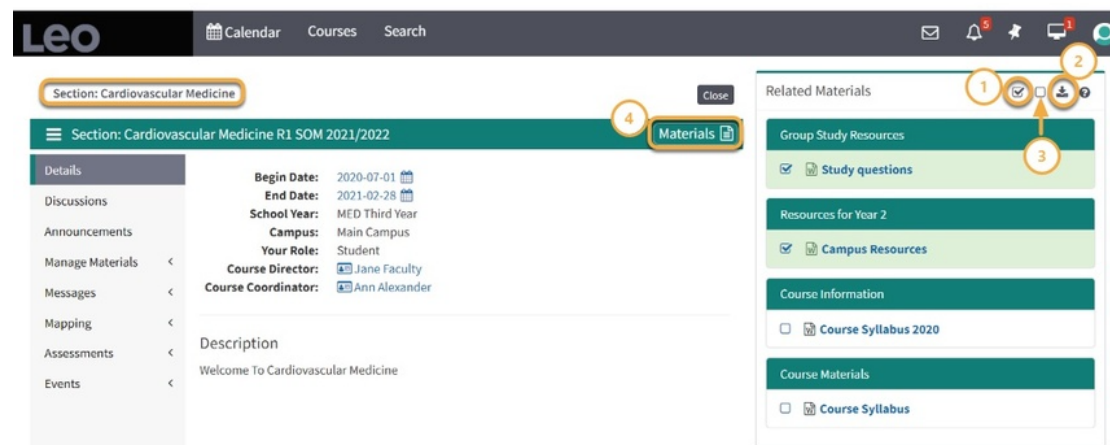 Leo
Calendar Courses Search
5
1
Section: Cardiovascular Medicine
Close
Section: Cardiovascular Medicine R1 SOM 2021/2022
4
Materials
Details
Discussions
Announcements
Manage Materials
Messages
Mapping
Assessments
Events
Begin Date: 2020-07-01
End Date: 2021-02-28
School Year: MED Third Year
Campus: Main Campus
Your Role: Student
Course Director: Jane Faculty
Course Coordinator: Ann Alexander
Description
Welcome To Cardiovascular Medicine
Related Materials
1
2
3
Group Study Resources
Study questions
Resources for Year 2
Campus Resources
Course Information
Course Syllabus 2020
Course Materials
Course Syllabus